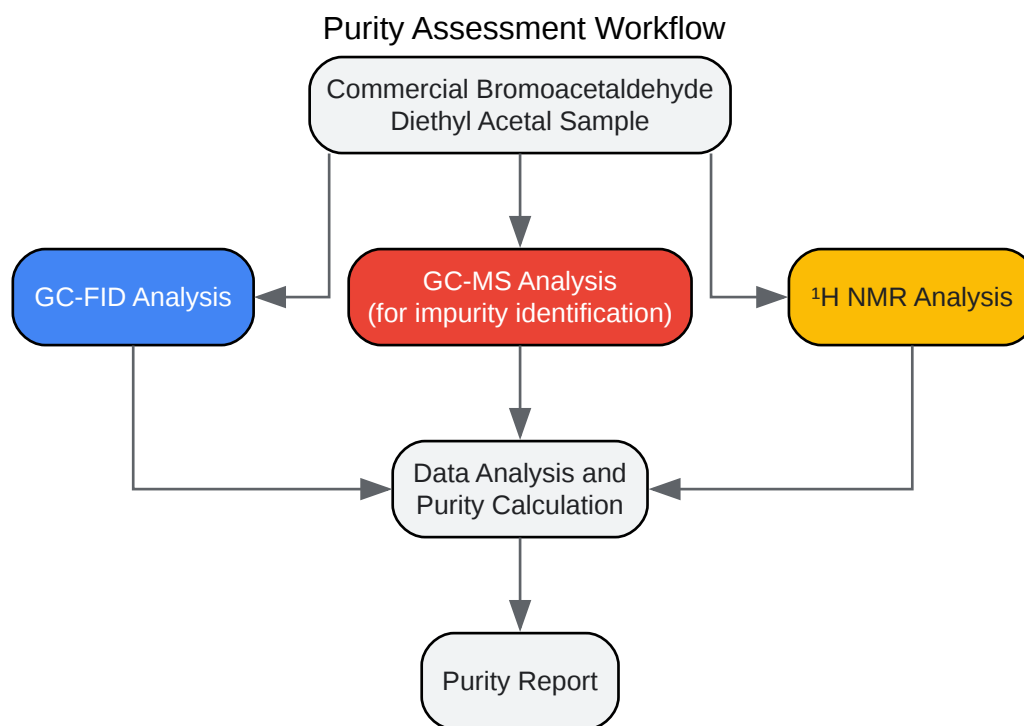 Purity Assessment Workflow
Commercial Bromoacetaldehyde
Diethyl Acetal Sample
GC-FID Analysis
GC-MS Analysis
(for impurity identification)
¹H NMR Analysis
Data Analysis and
Purity Calculation
Purity Report